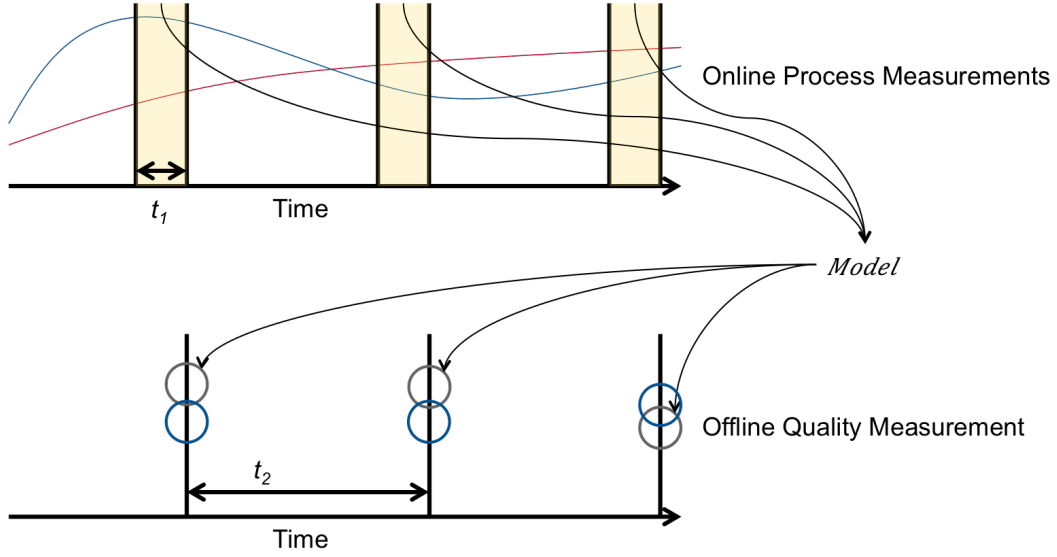 Online Process Measurements
t1
Time
Model
Offline Quality Measurement
t2
Time